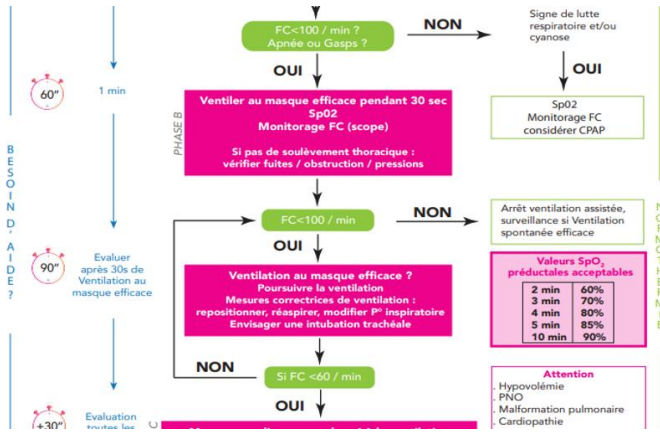 FC<100 / min ?
Apnée ou Gasps ?
NON
Signe de lutte
respiratoire et/ou
cyanose
OUI
OUI
60“
1 min
PHASE B
Ventiler au masque efficace pendant 30 sec
Sp02
Monitorage FC (scope)
Si pas de soulèvement thoracique :
vérifier fuites / obstruction / pressions
Sp02
Monitorage FC
considérer CPAP
BESOIN D' AIDE ?
FC<100 / min
NON
Arrêt ventilation assistée,
surveillance si Ventilation
spontanée efficace
OUI
90“
Evaluer
après 30s de
Ventilation au
masque efficace
Ventilation au masque efficace ?
Poursuivre la ventilation
Mesures correctrices de ventilation :
repositionner, réaspirer, modifier P° inspiratoire
Envisager une intubation trachéale
Valeurs SpO₂
préductales acceptables
2 min 60%
3 min 70%
4 min 80%
5 min 85%
10 min 90%
NORMOTHERMIE
NON
Si FC <60 / min
OUI
Attention
. Hypovolémie
. PNO
. Malformation pulmonaire
. Cardiopathie
+30“
Evaluation
toutes les